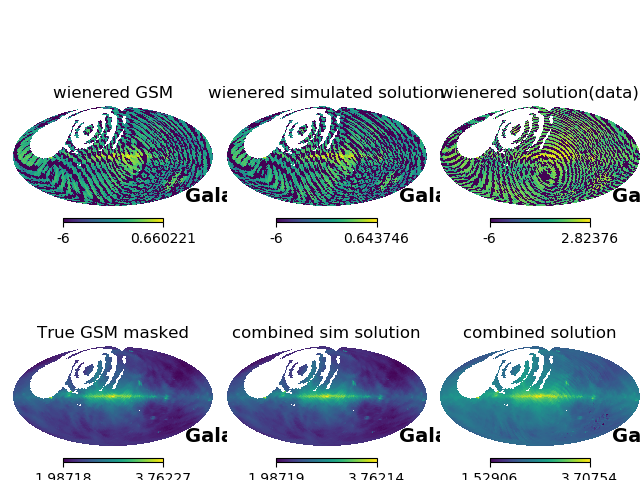 wienered GSM wienered simulated solution wienered solution(data)
Gala Gala Ga
-6 0.660221 -6 0.643746 -6 2.82376
True GSM masked combined sim solution combined solution
Gala Gala Ga
1.98718 3.76227 1.98719 3.76214 1.52906 3.70754